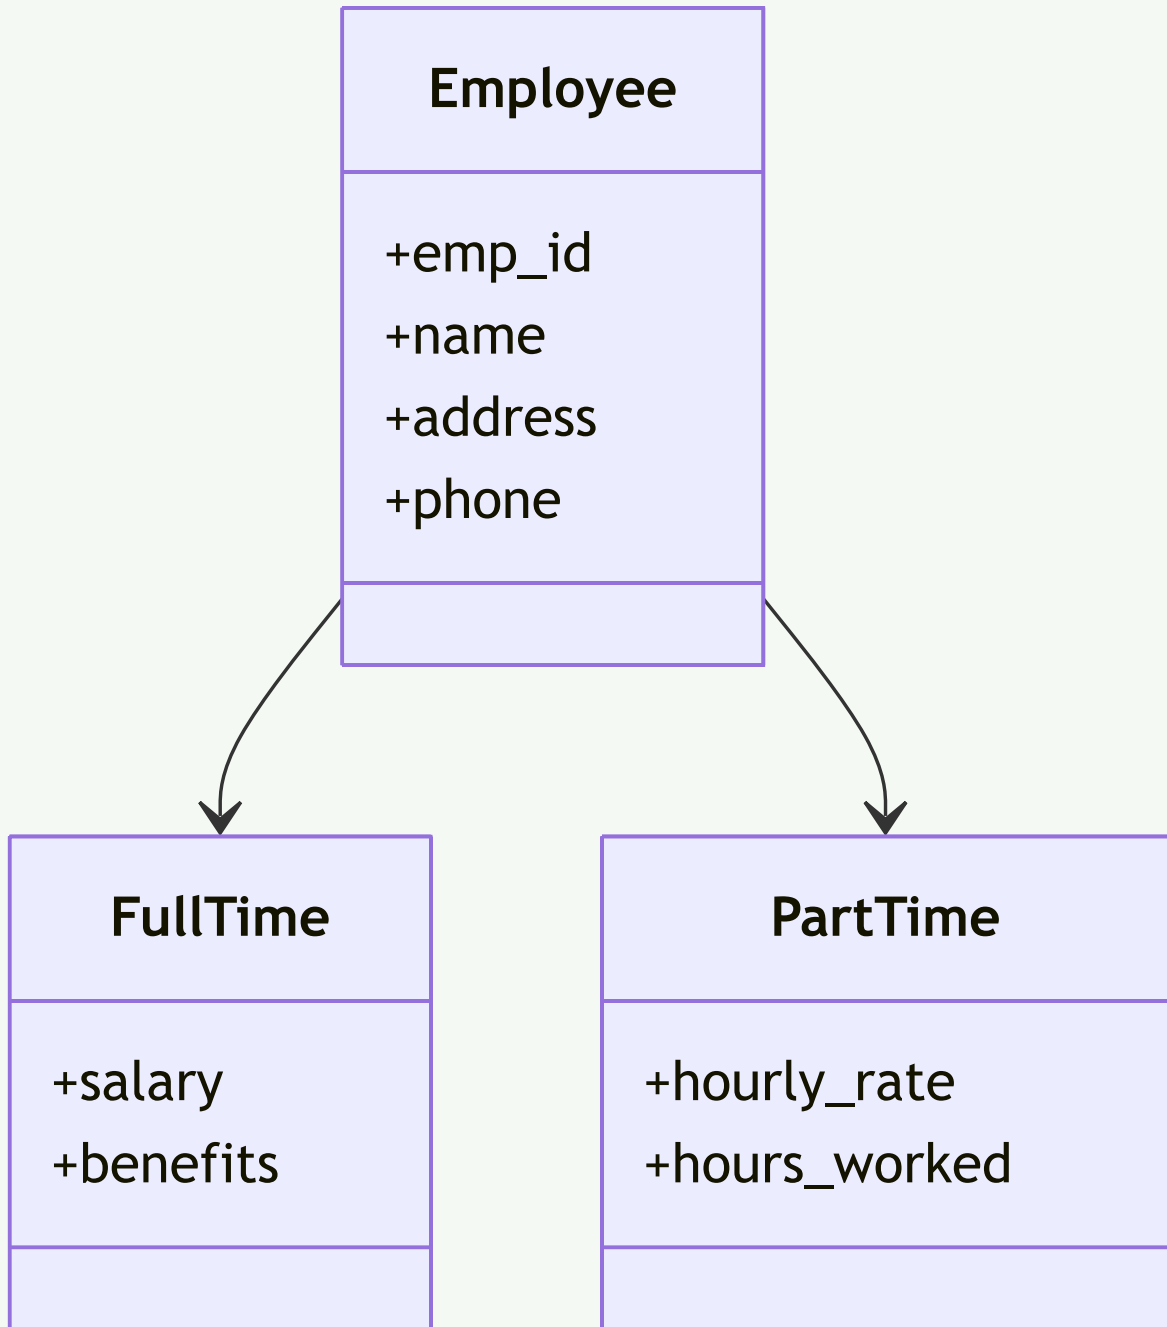 Employee
+emp_id
+name
+address
+phone
FullTime
+salary
+benefits
PartTime
+hourly_rate
+hours_worked